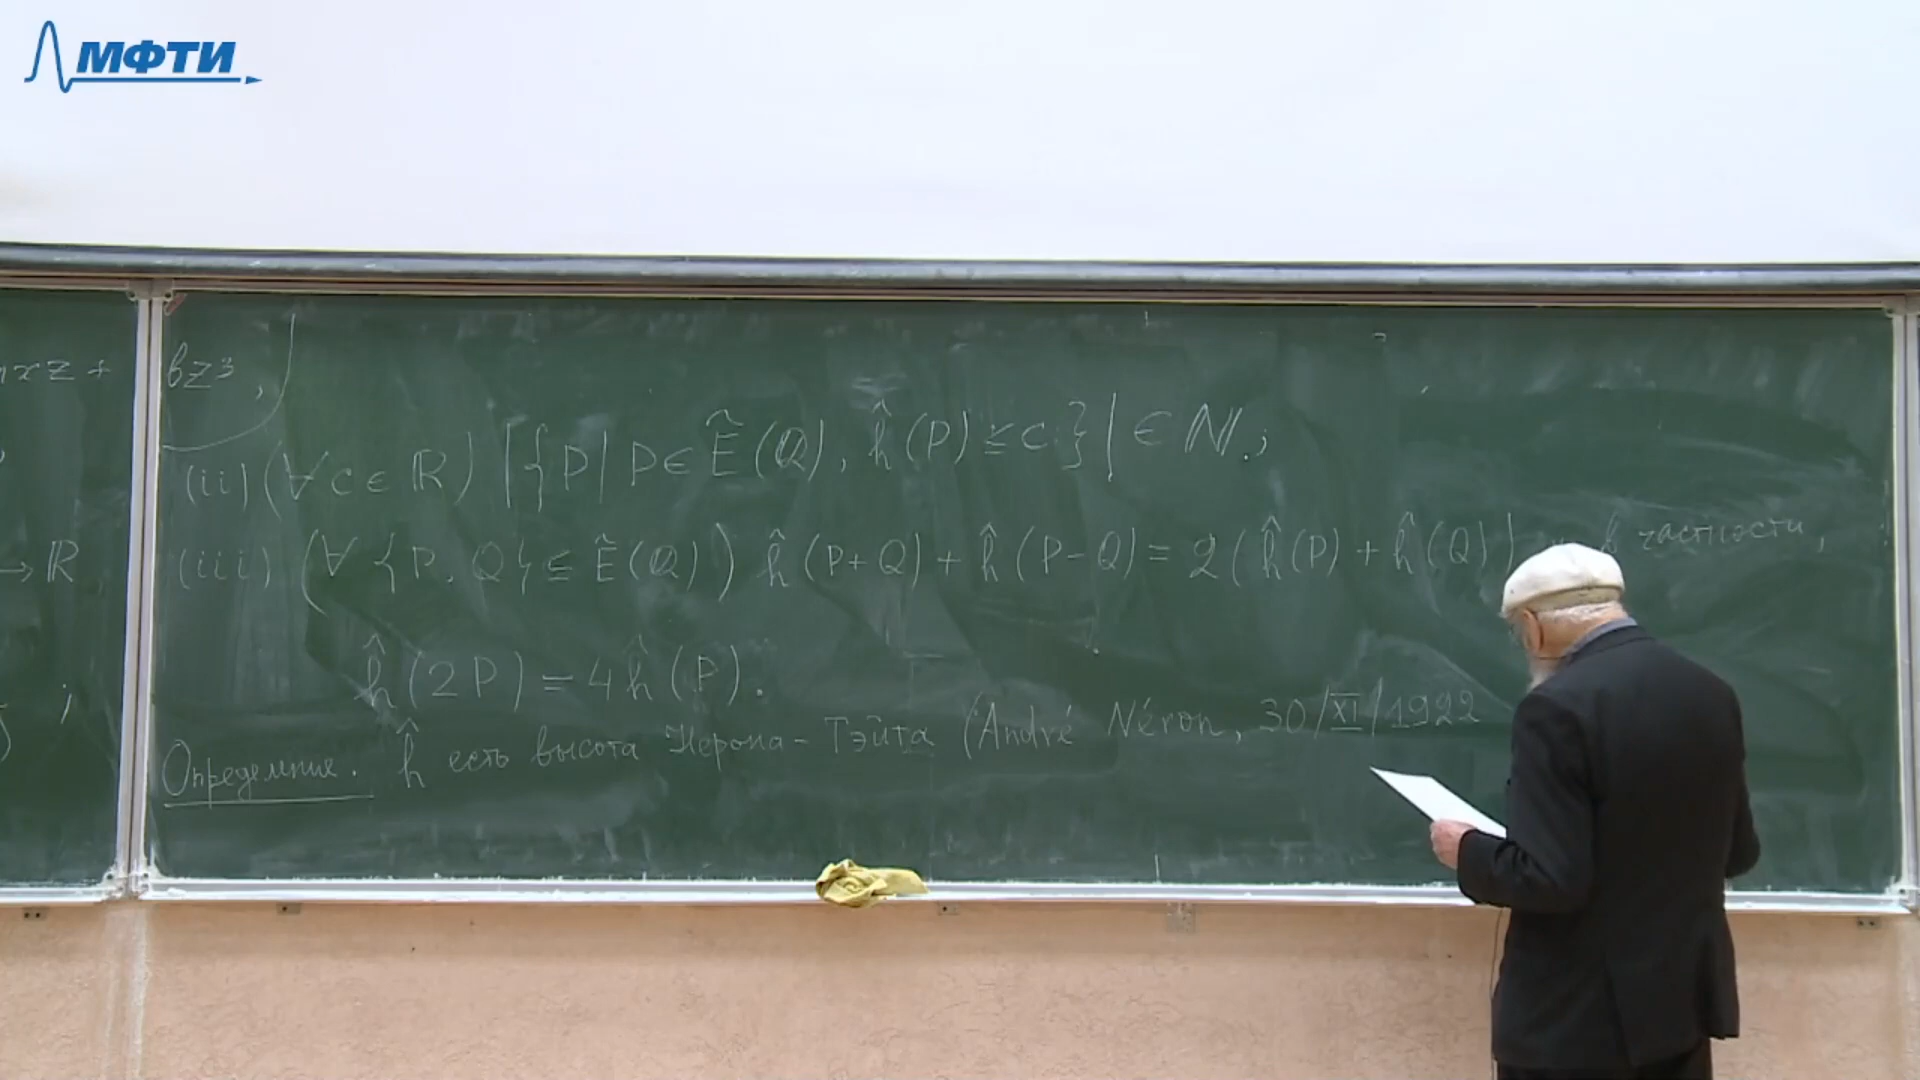 МФТИ
xz + bz³,
(ii) (∀ c ∈ ℝ) |{P | P ∈ Ẽ(ℚ), ĥ(P) ≤ c}| ∈ ℕ.;
→ ℝ
(iii) (∀ {P, Q} ⊆ Ẽ(ℚ)) ĥ(P+Q) + ĥ(P-Q) = 2(ĥ(P) + ĥ(Q)) в частности,
ĥ(2P) = 4ĥ(P).
;
Определение. ĥ есть высота Нерона-Тэйта (André Néron, 30/XI/1922